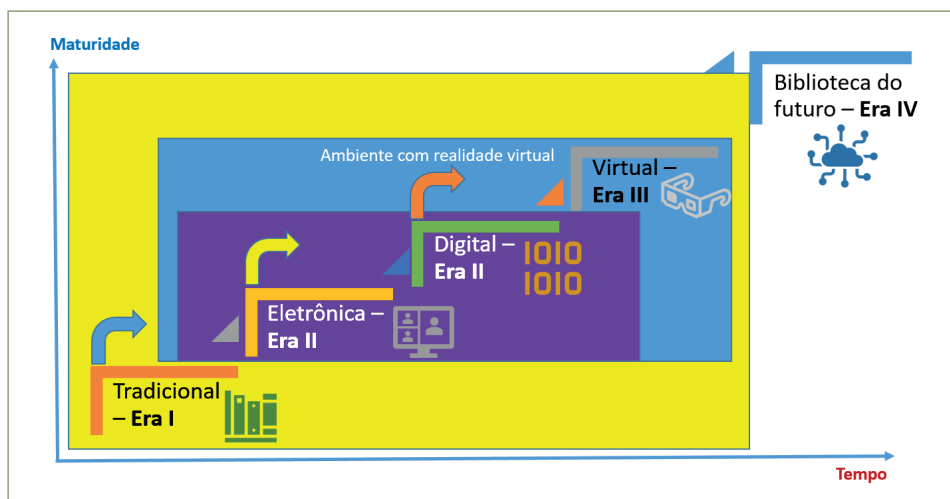 Maturidade
Biblioteca do
futuro – Era IV
Ambiente com realidade virtual
Virtual –
Era III
Digital –
Era II
1010
1010
Eletrônica –
Era II
Tradicional
– Era I
Tempo